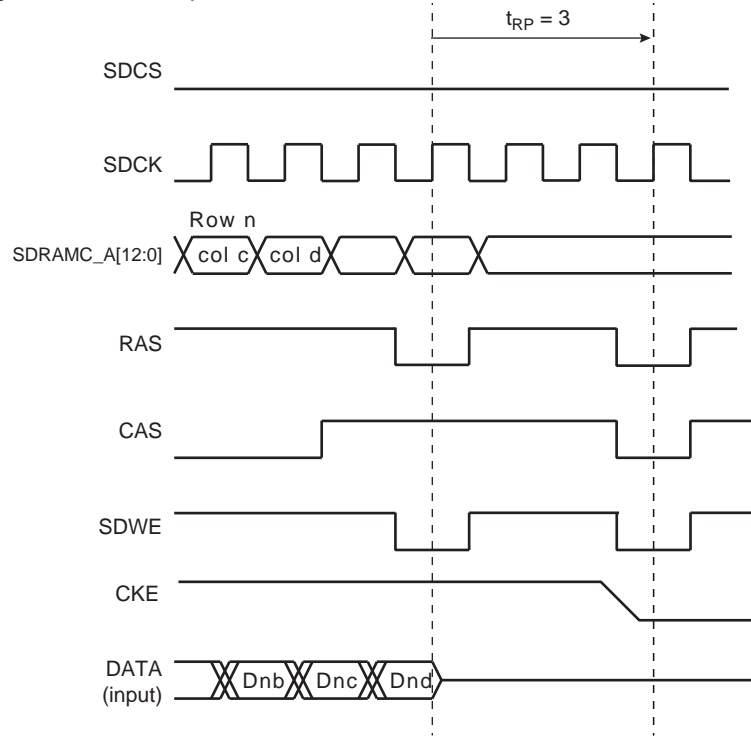 tRP = 3
SDCS
SDCK
Row n
SDRAMC_A[12:0]
col c
col d
RAS
CAS
SDWE
CKE
DATA
(input)
Dnb
Dnc
Dnd